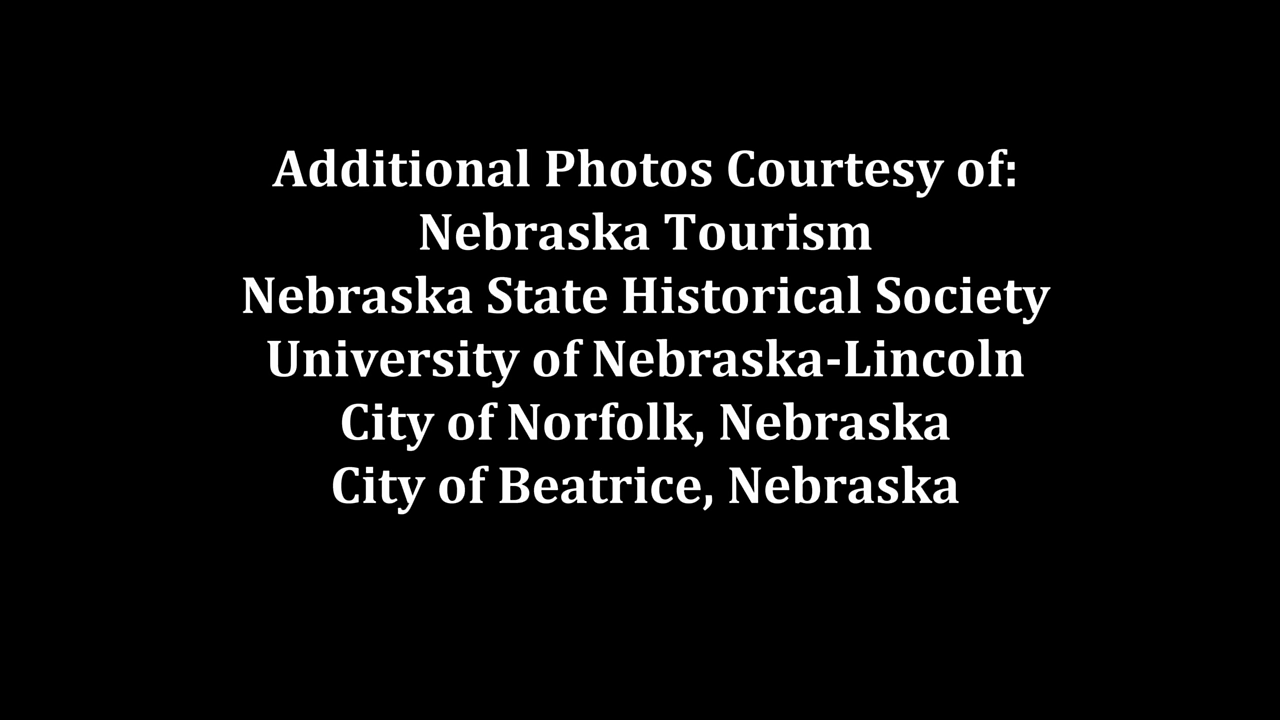 Additional Photos Courtesy of:
Nebraska Tourism
Nebraska State Historical Society
University of Nebraska-Lincoln
City of Norfolk, Nebraska
City of Beatrice, Nebraska